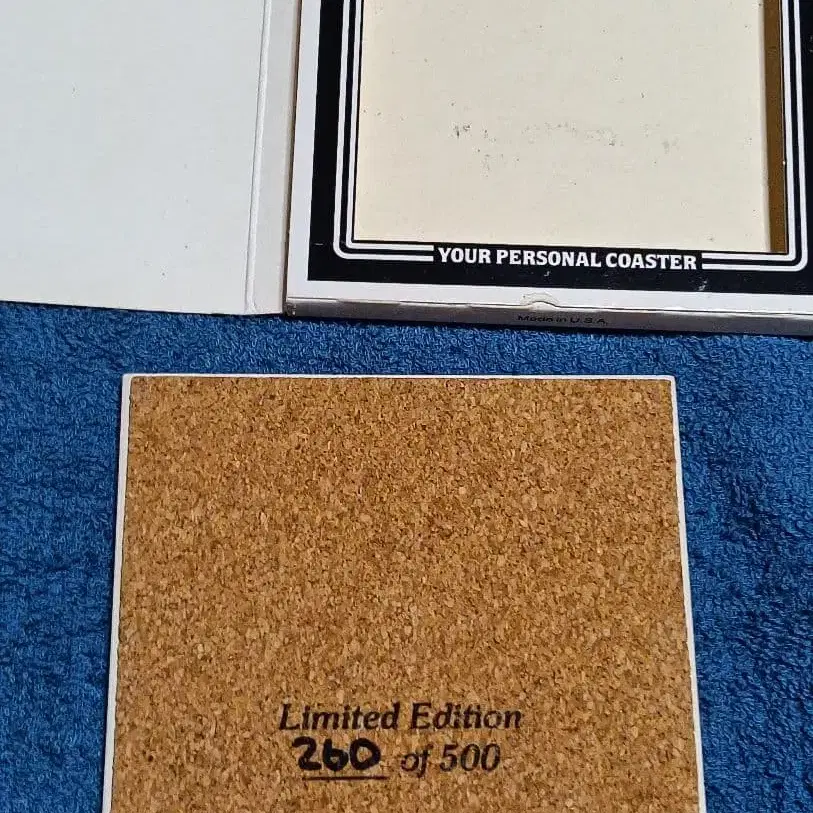 YOUR PERSONAL COASTER
Made in U.S.A.
Limited Edition
260 of 500